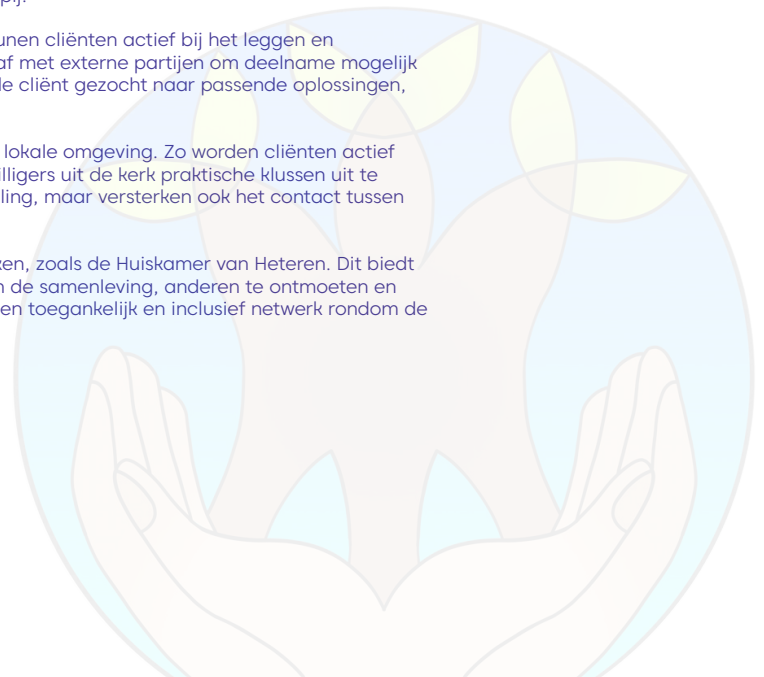 unen cliënten actief bij het leggen en
af met externe partijen om deelname mogelijk
de cliënt gezocht naar passende oplossingen,
lokale omgeving. Zo worden cliënten actief
illigers uit de kerk praktische klussen uit te
ling, maar versterken ook het contact tussen
ken, zoals de Huiskamer van Heteren. Dit biedt
n de samenleving, anderen te ontmoeten en
en toegankelijk en inclusief netwerk rondom de